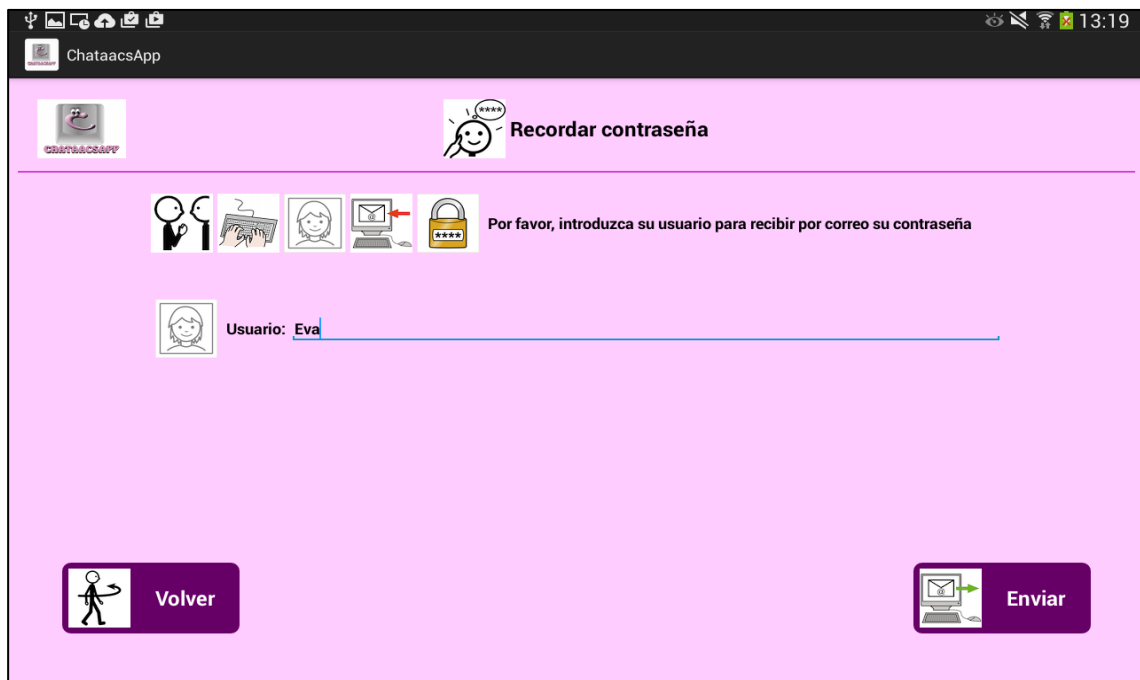 13:19
ChataacsApp
CHATAACSAPP
**** Recordar contraseña
@ **** Por favor, introduzca su usuario para recibir por correo su contraseña
Usuario: Eva
Volver
@ Enviar